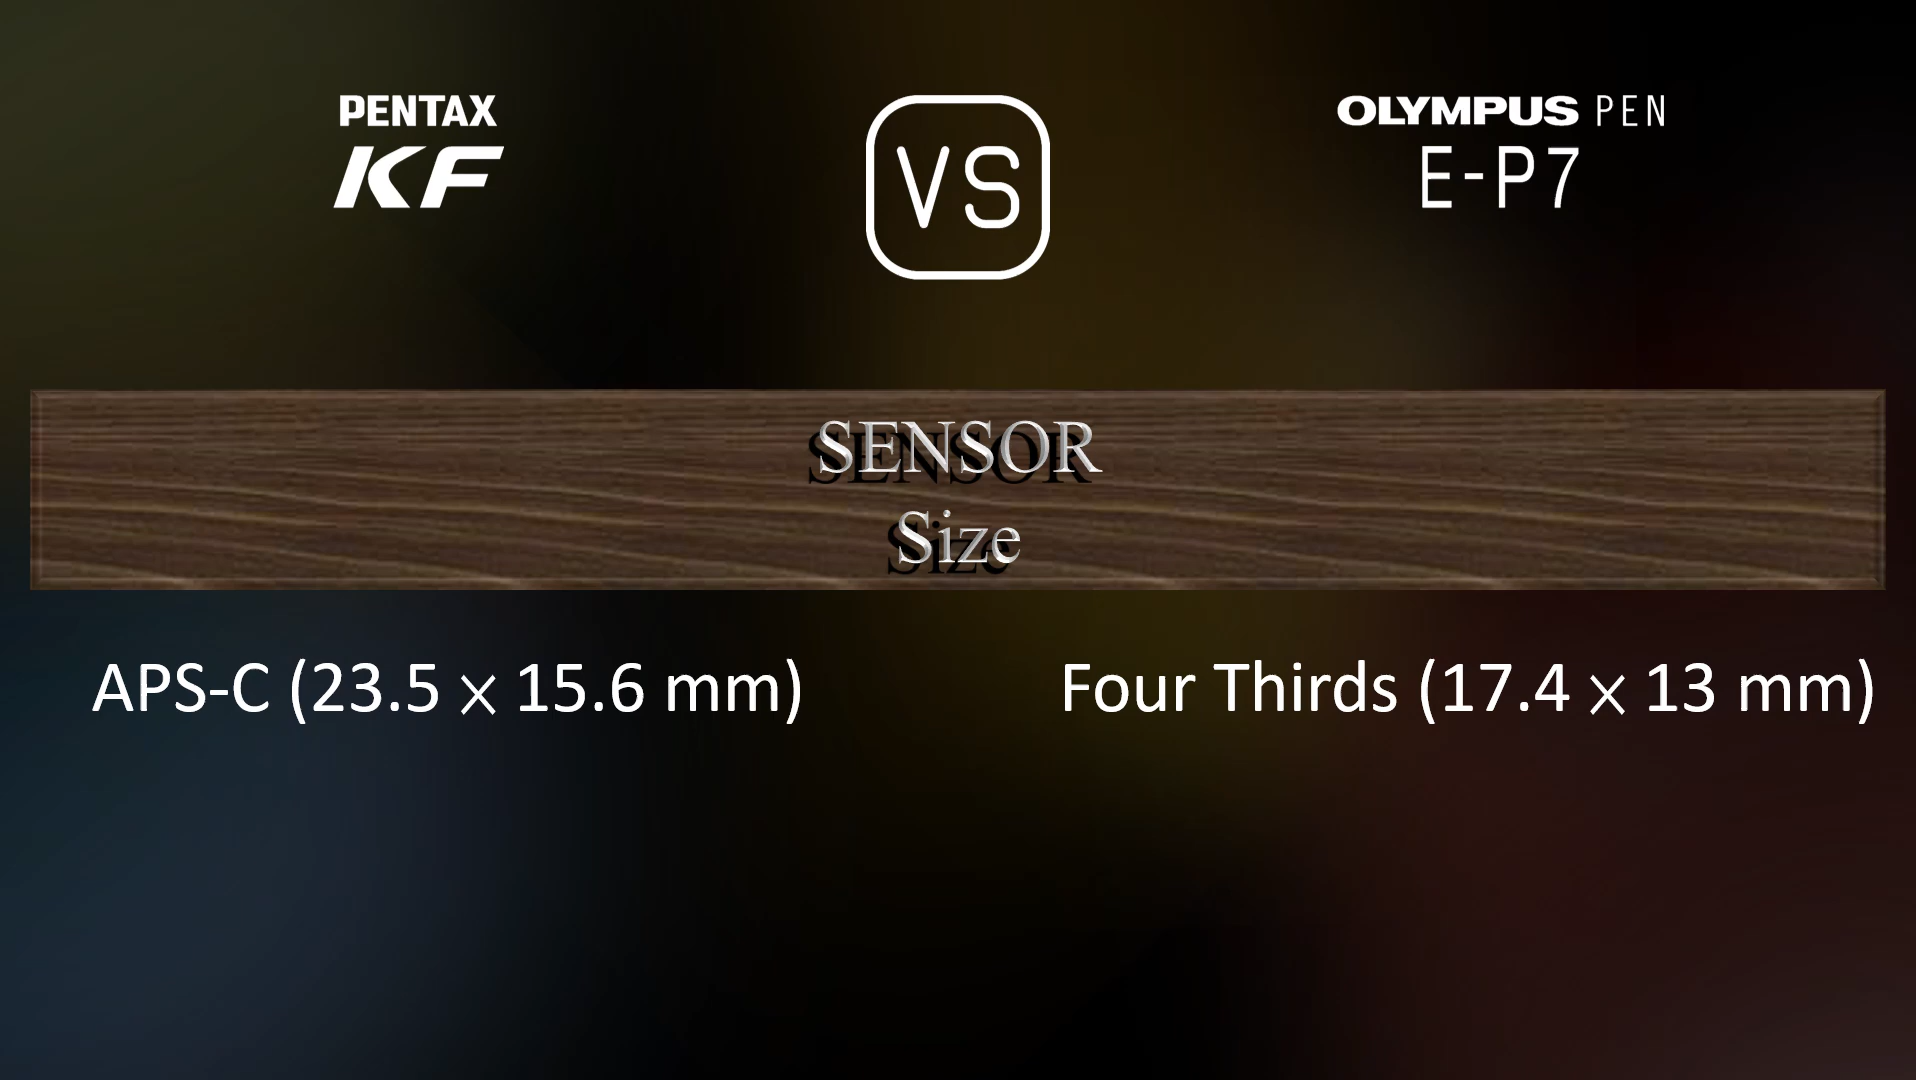 PENTAX
KF
VS
OLYMPUS PEN
E-P7
SENSOR
Size
APS-C (23.5 x 15.6 mm)
Four Thirds (17.4 x 13 mm)